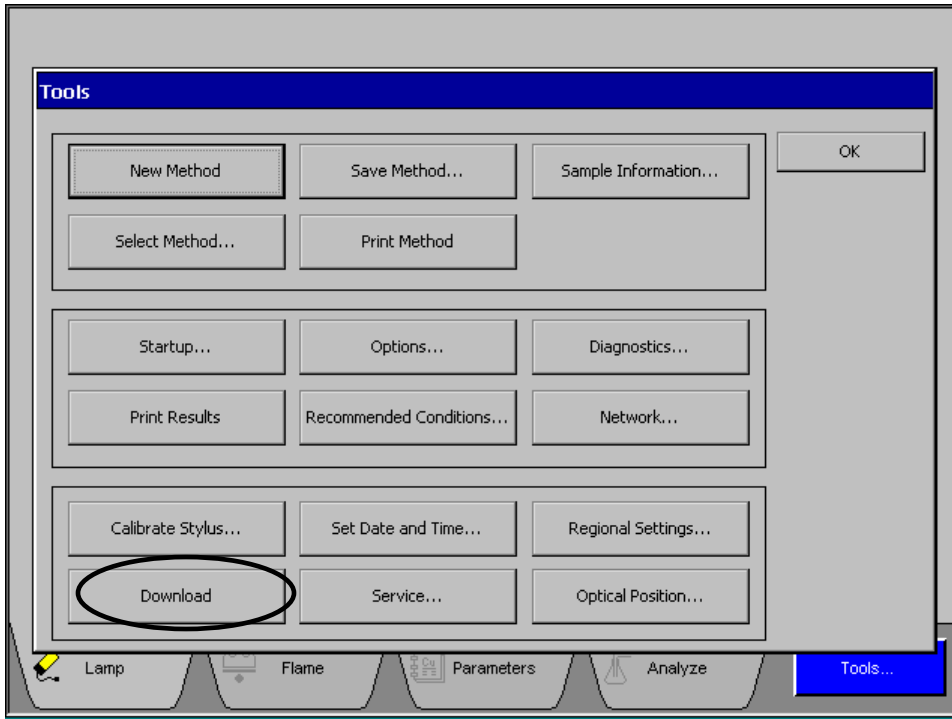 Tools
New Method Save Method... Sample Information... OK
Select Method... Print Method
Startup... Options... Diagnostics...
Print Results Recommended Conditions... Network...
Calibrate Stylus... Set Date and Time... Regional Settings...
Download Service... Optical Position...
Lamp Flame Cu Parameters Analyze Tools...